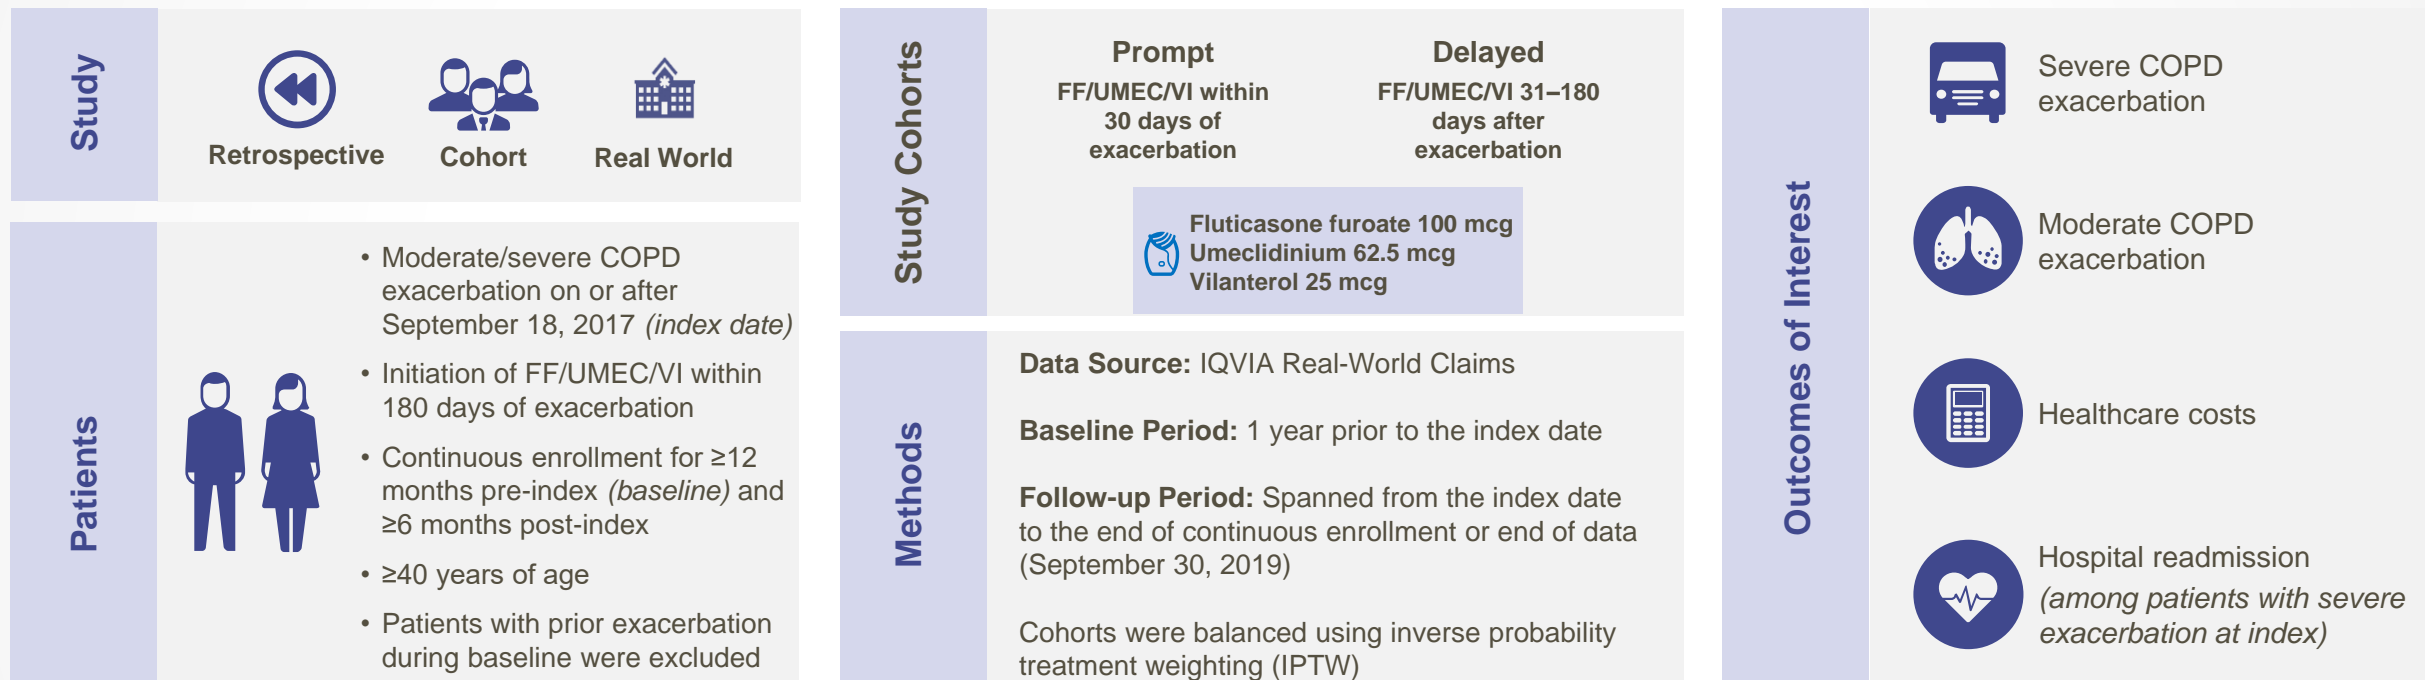 Study
Retrospective
Cohort
Real World
Patients
• Moderate/severe COPD
exacerbation on or after
September 18, 2017 (index date)
• Initiation of FF/UMEC/VI within
180 days of exacerbation
• Continuous enrollment for ≥12
months pre-index (baseline) and
≥6 months post-index
• ≥40 years of age
• Patients with prior exacerbation
during baseline were excluded
Study Cohorts
Prompt
FF/UMEC/VI within
30 days of
exacerbation
Delayed
FF/UMEC/VI 31–180
days after
exacerbation
Fluticasone furoate 100 mcg
Umeclidinium 62.5 mcg
Vilanterol 25 mcg
Methods
Data Source: IQVIA Real-World Claims
Baseline Period: 1 year prior to the index date
Follow-up Period: Spanned from the index date
to the end of continuous enrollment or end of data
(September 30, 2019)
Cohorts were balanced using inverse probability
treatment weighting (IPTW)
Outcomes of Interest
Severe COPD
exacerbation
Moderate COPD
exacerbation
Healthcare costs
Hospital readmission
(among patients with severe
exacerbation at index)